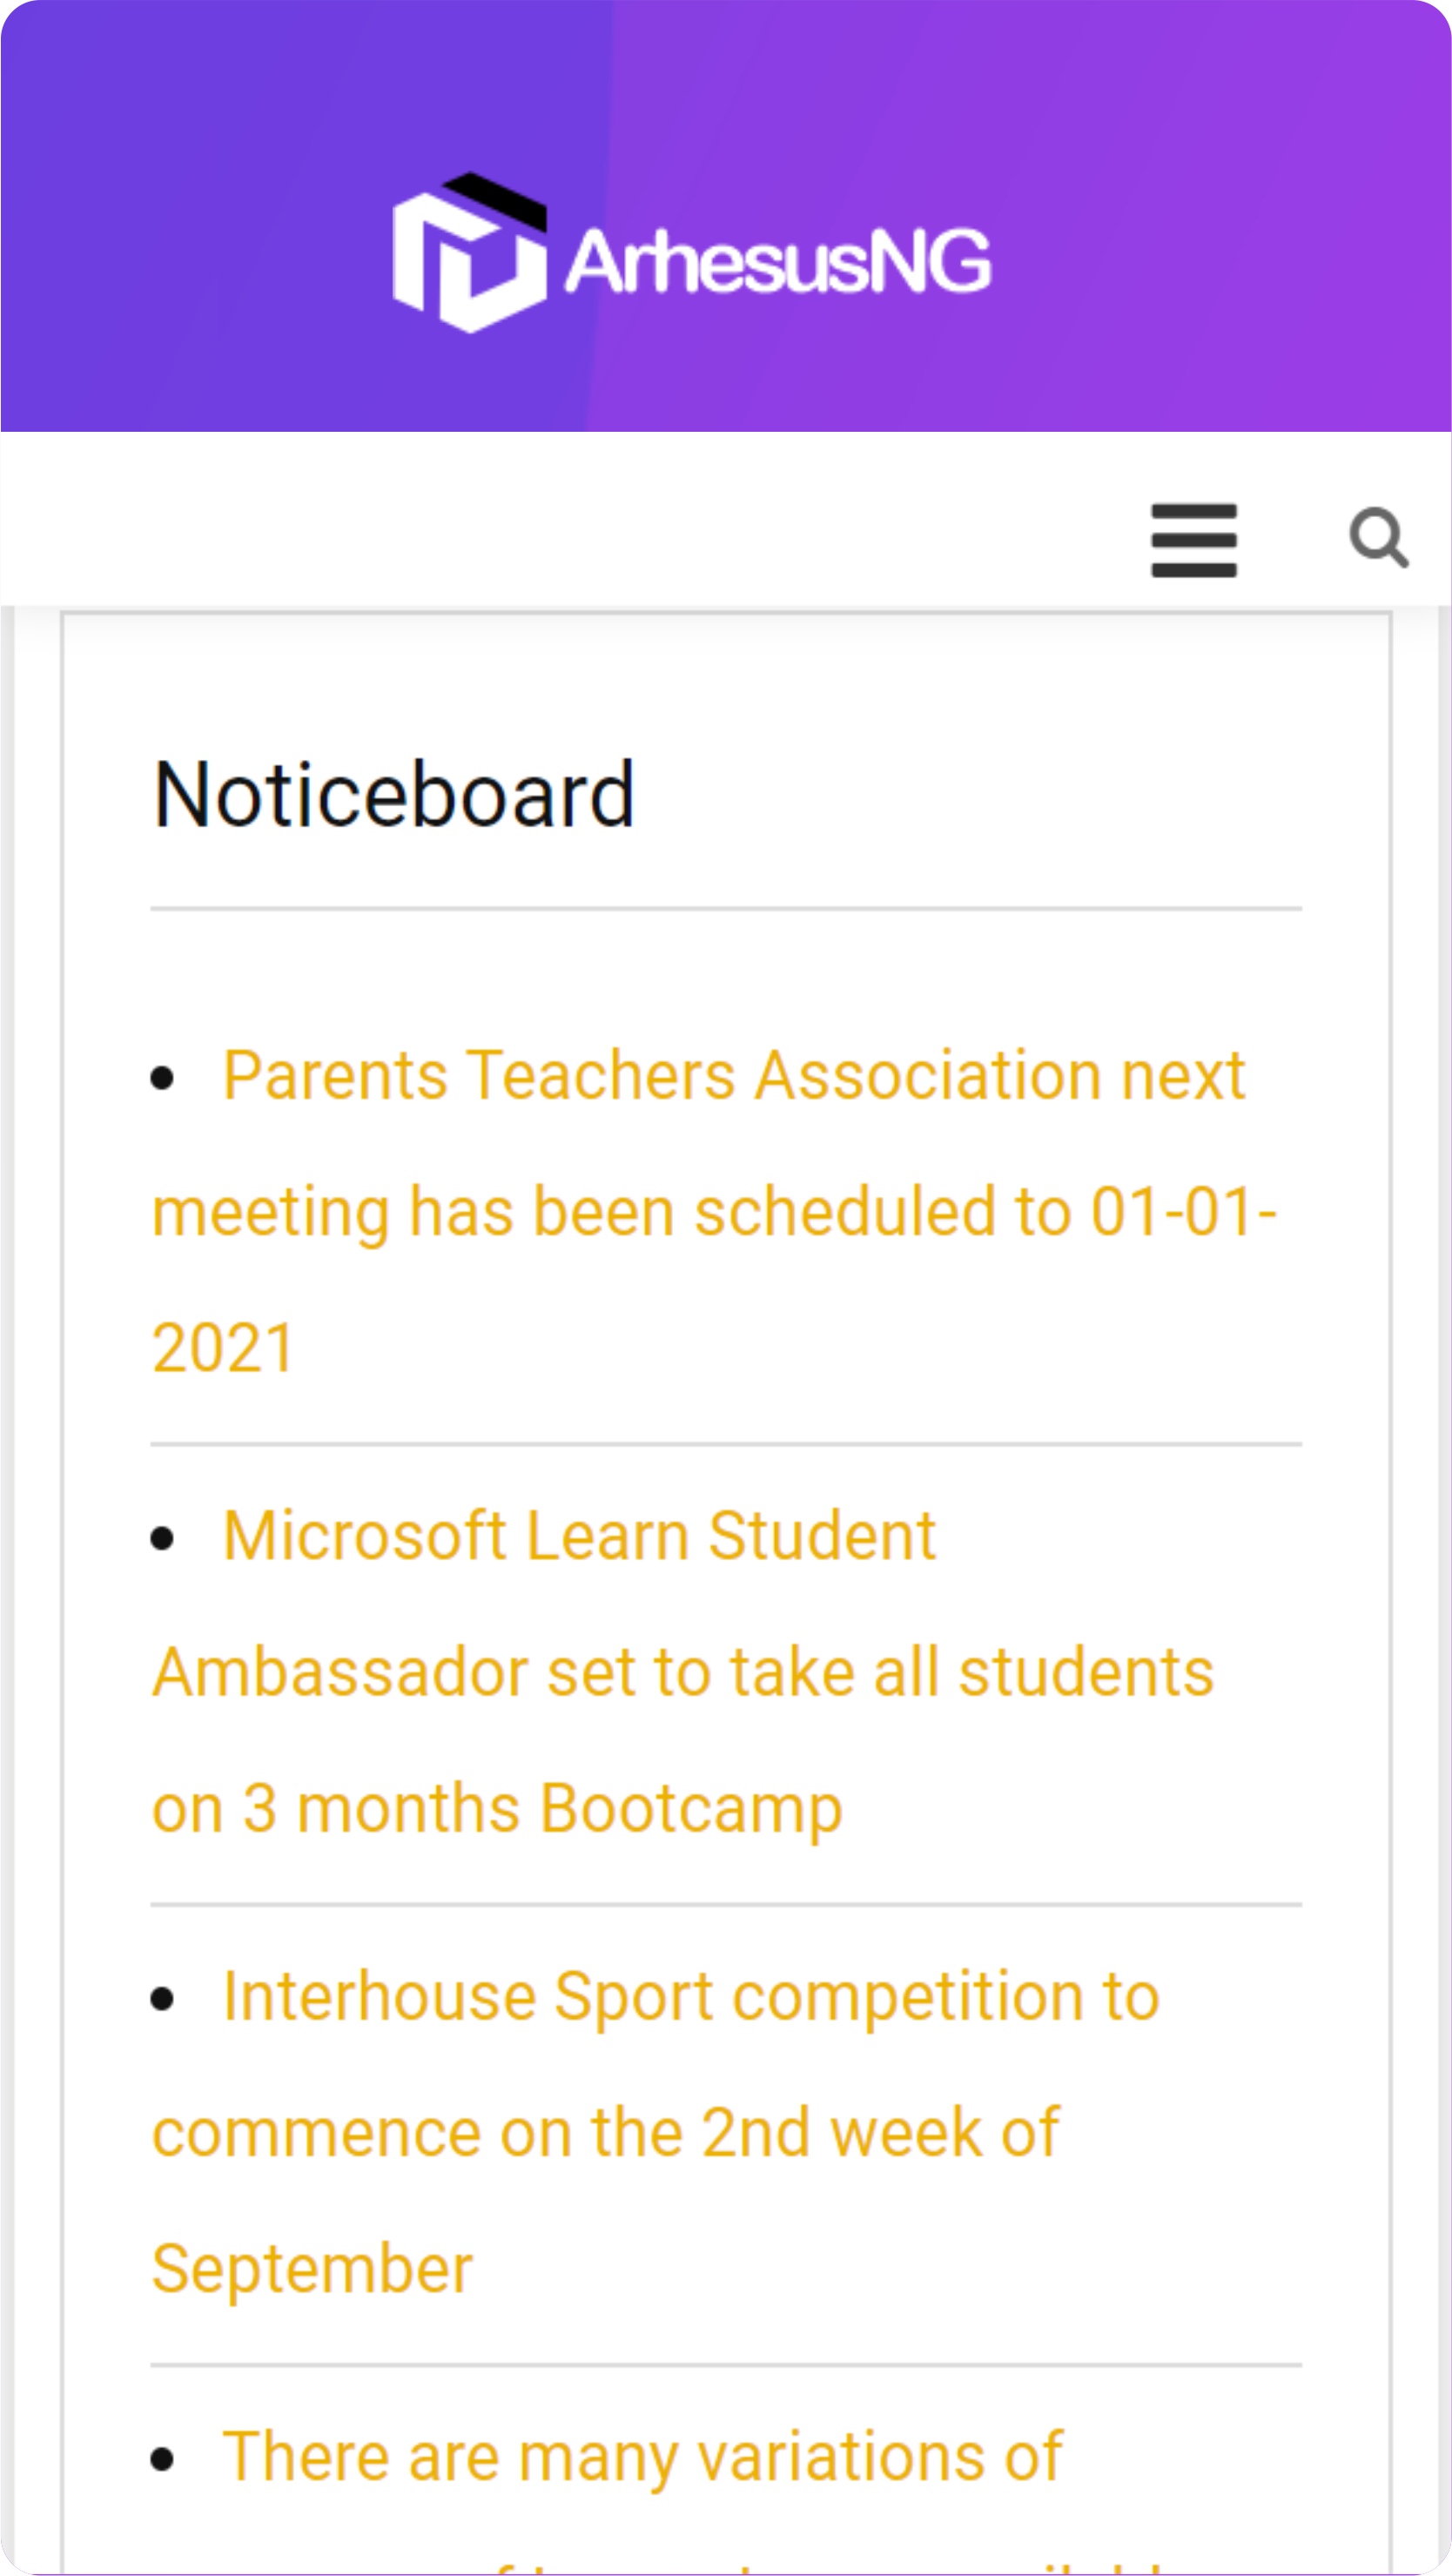 ArhesusNG
Noticeboard
• Parents Teachers Association next
meeting has been scheduled to 01-01-
2021
• Microsoft Learn Student
Ambassador set to take all students
on 3 months Bootcamp
• Interhouse Sport competition to
commence on the 2nd week of
September
• There are many variations of